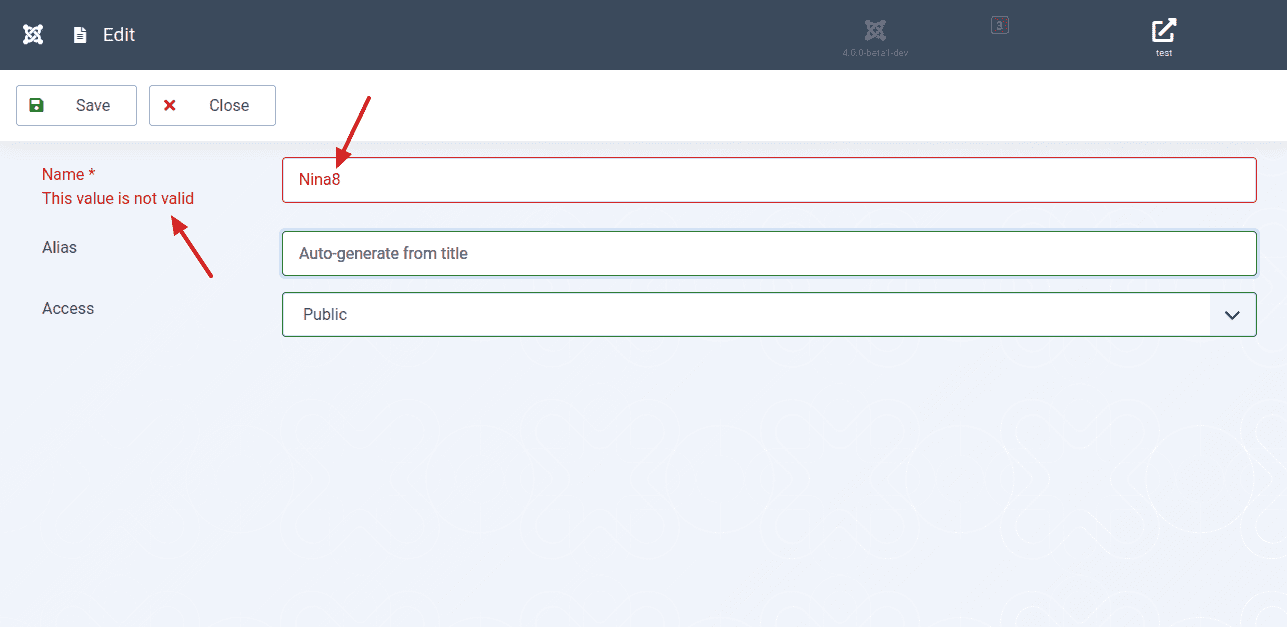 Edit
4.0.0-beta1-dev
3
test
Save
Close
Name *
Nina8
This value is not valid
Alias
Auto-generate from title
Access
Public